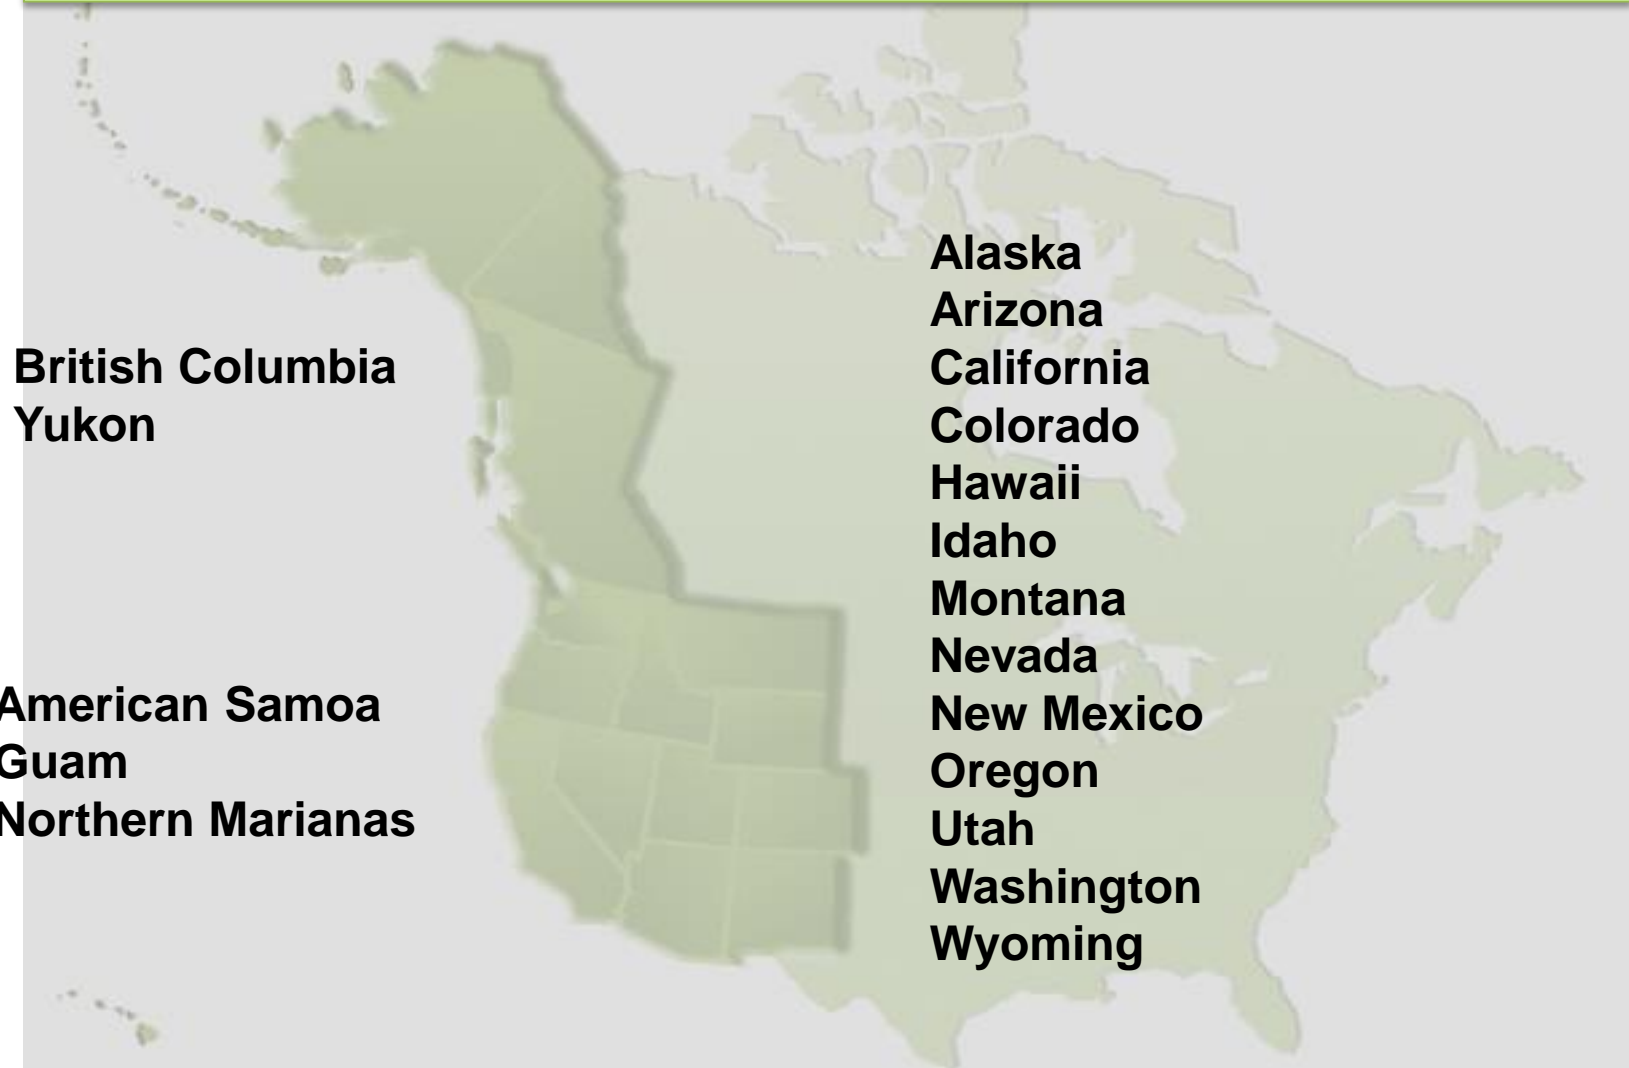 British Columbia
Yukon
American Samoa
Guam
Northern Marianas
Alaska
Arizona
California
Colorado
Hawaii
Idaho
Montana
Nevada
New Mexico
Oregon
Utah
Washington
Wyoming